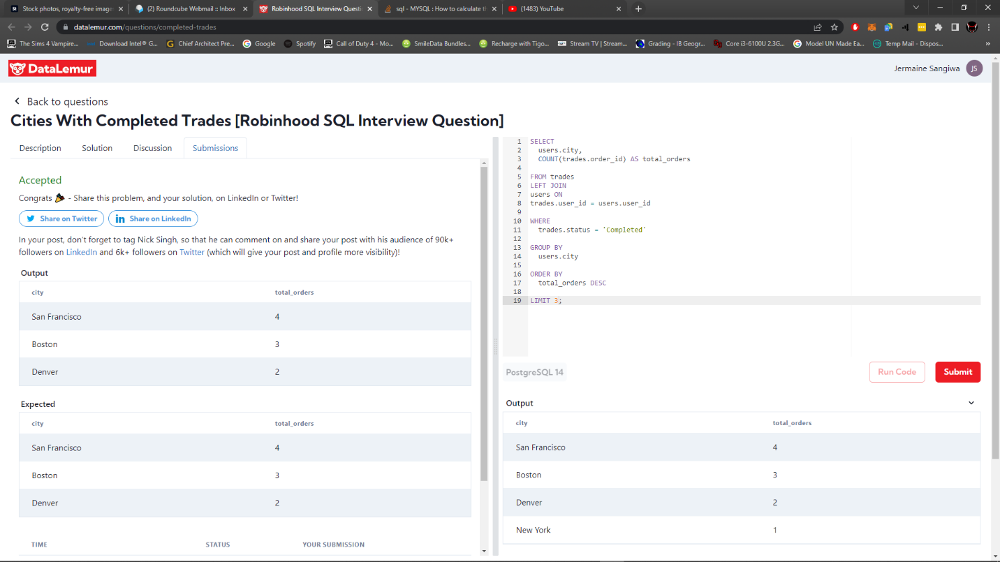 Stock photos, royalty-free image
(2) Roundcube Webmail :: Inbox
Robinhood SQL Interview Questi
sql - MYSQL : How to calculate th
(1483) YouTube
datalemur.com/questions/completed-trades
The Sims 4 Vampire...
Download Intel® G...
Chief Architect Pre...
Google
Spotify
Call of Duty 4 - Mo...
SmileData Bundles...
Recharge with Tigo...
Stream TV | Stream...
Grading - IB Geogr...
Core i3-6100U 2.3G...
Model UN Made Ea...
Temp Mail - Dispos...
»
DataLemur
Jermaine Sangiwa JS
Back to questions
Cities With Completed Trades [Robinhood SQL Interview Question]
Description Solution Discussion Submissions
Accepted
Congrats - Share this problem, and your solution, on LinkedIn or Twitter!
Share on Twitter
Share on LinkedIn
In your post, don't forget to tag Nick Singh, so that he can comment on and share your post with his audience of 90k+
followers on LinkedIn and 6k+ followers on Twitter (which will give your post and profile more visibility)!
Output
city total_orders
San Francisco 4
Boston 3
Denver 2
Expected
city total_orders
San Francisco 4
Boston 3
Denver 2
TIME STATUS YOUR SUBMISSION
1 SELECT
2 users.city,
3 COUNT(trades.order_id) AS total_orders
4
5 FROM trades
6 LEFT JOIN
7 users ON
8 trades.user_id = users.user_id
9
10 WHERE
11 trades.status = 'Completed'
12
13 GROUP BY
14 users.city
15
16 ORDER BY
17 total_orders DESC
18
19 LIMIT 3;
PostgreSQL 14
Run Code
Submit
Output
city total_orders
San Francisco 4
Boston 3
Denver 2
New York 1